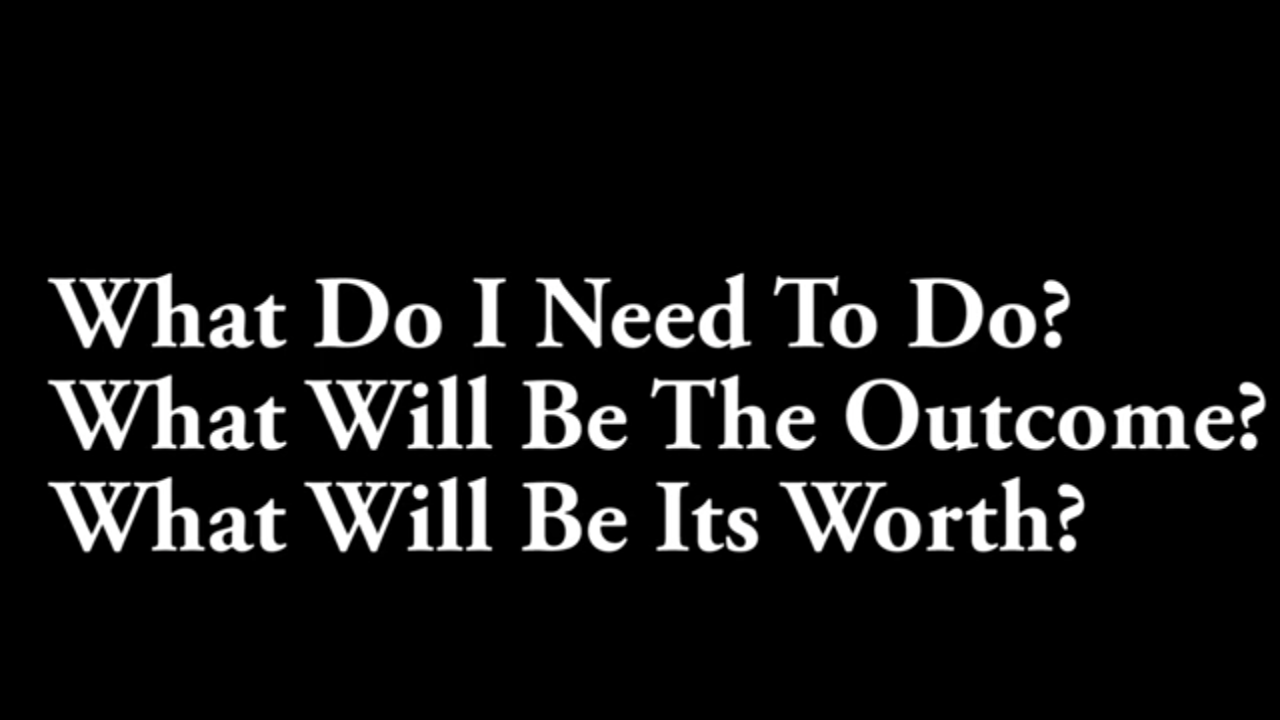 What Do I Need To Do?
What Will Be The Outcome?
What Will Be Its Worth?